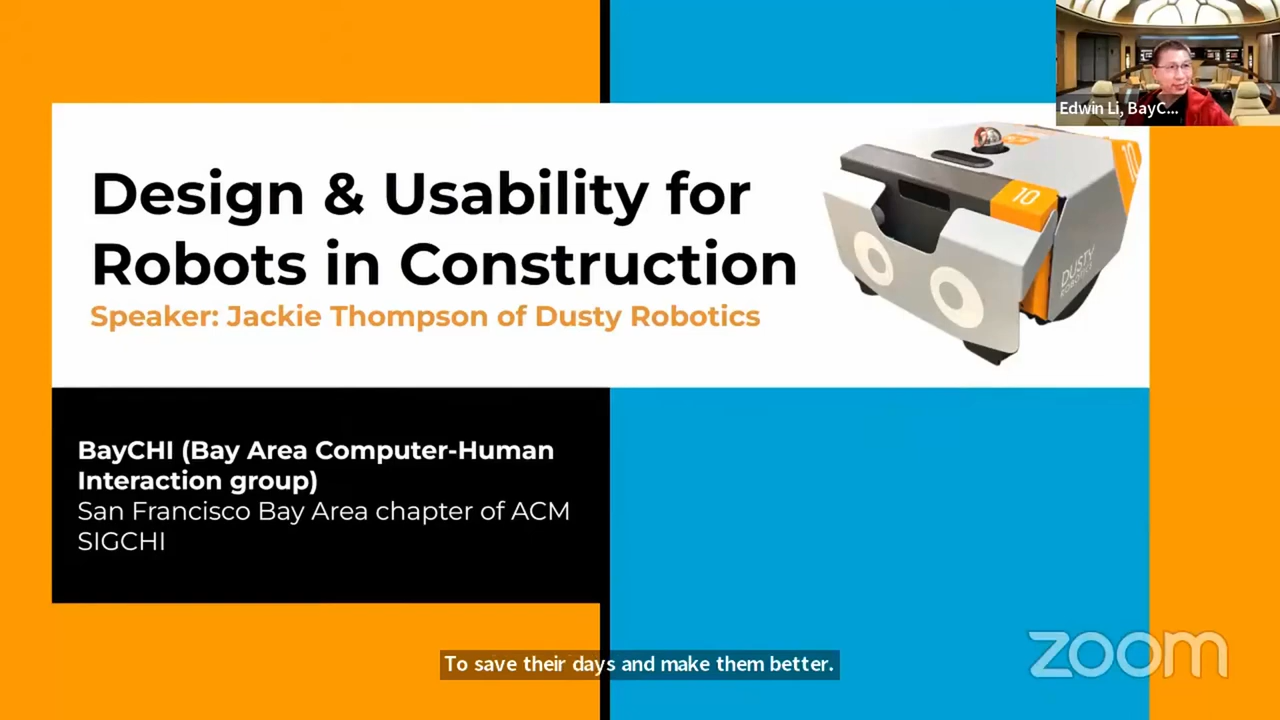 Design & Usability for
Robots in Construction
Speaker: Jackie Thompson of Dusty Robotics
10
10
DUSTY
ROBOTICS
Edwin Li, BayC...
BayCHI (Bay Area Computer-Human
Interaction group)
San Francisco Bay Area chapter of ACM
SIGCHI
To save their days and make them better.
zoom